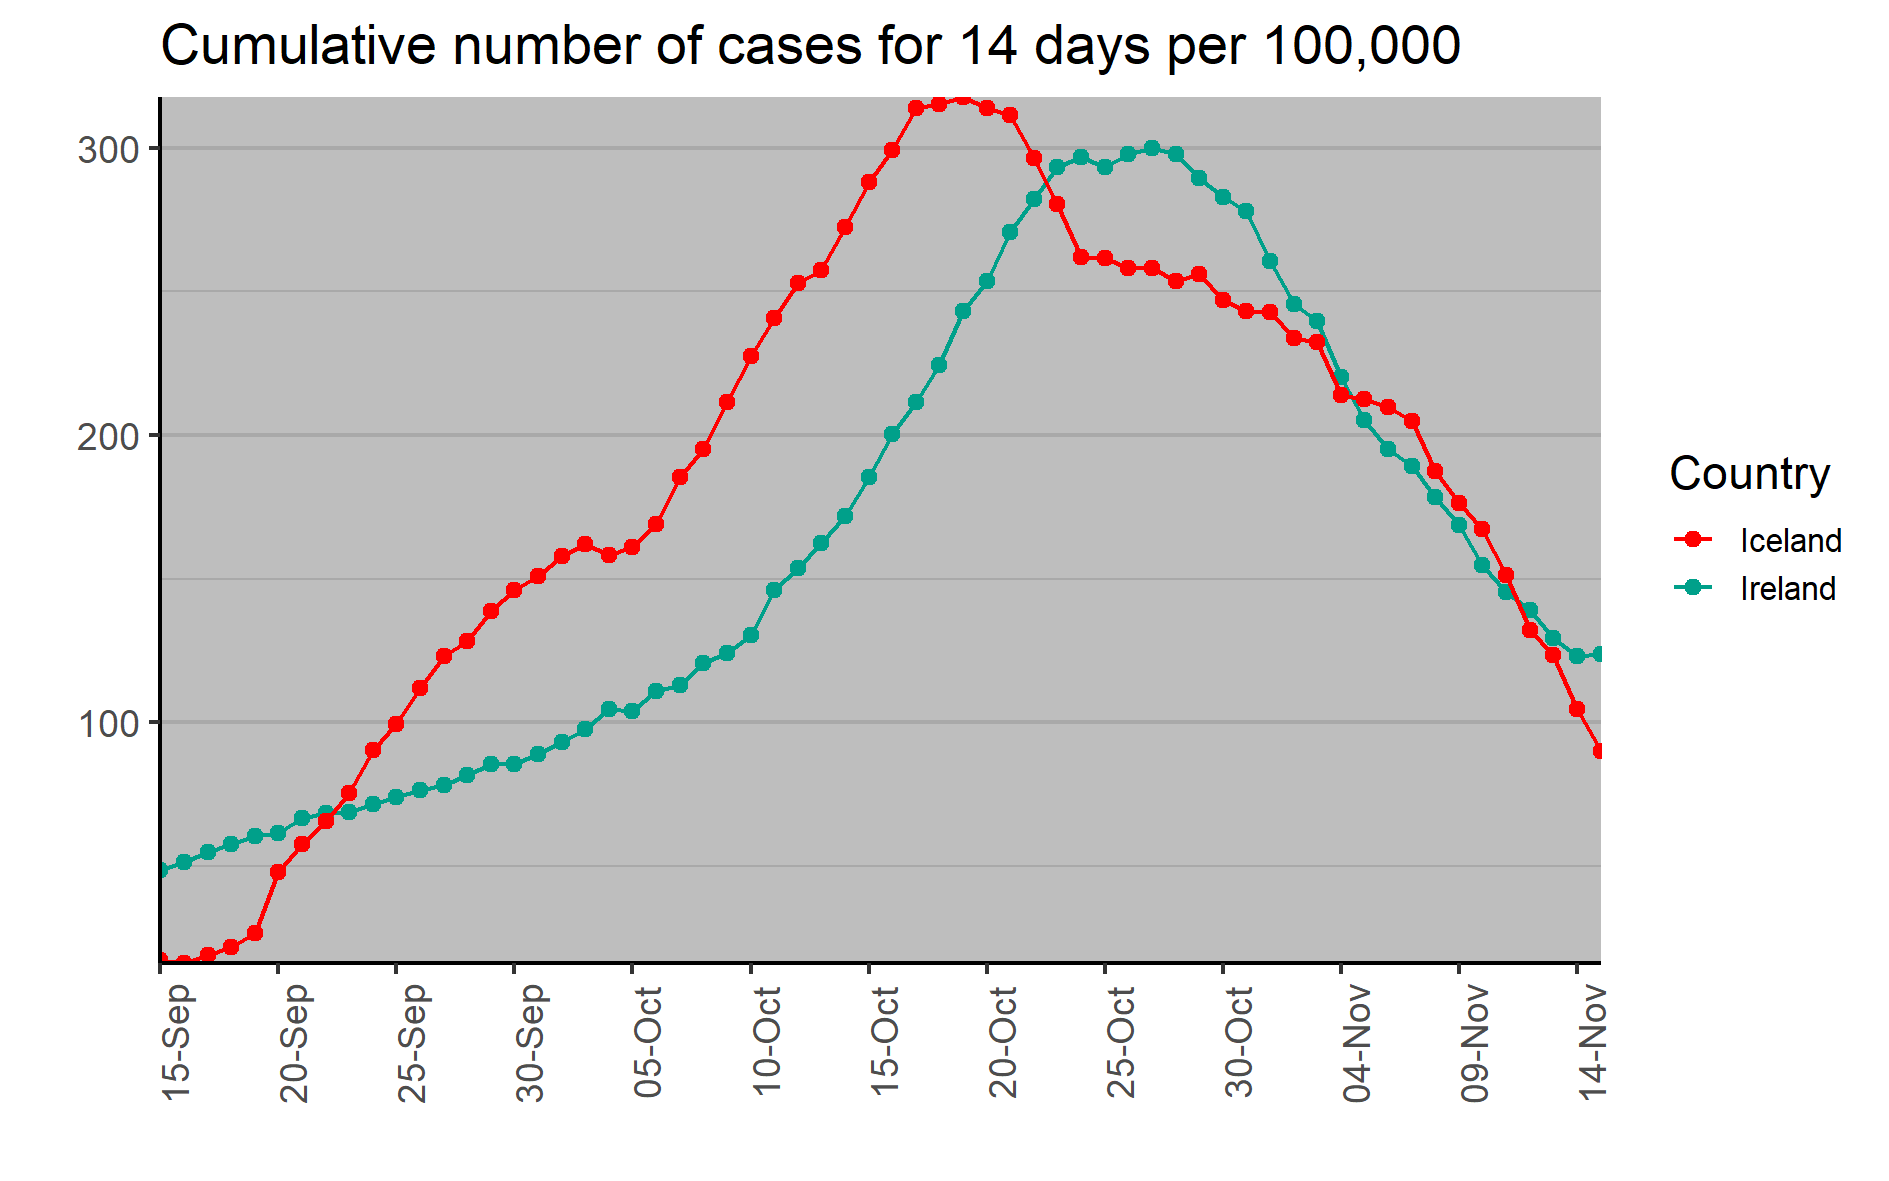 Cumulative number of cases for 14 days per 100,000
300
200
100
15-Sep
20-Sep
25-Sep
30-Sep
05-Oct
10-Oct
15-Oct
20-Oct
25-Oct
30-Oct
04-Nov
09-Nov
14-Nov
Country
Iceland
Ireland